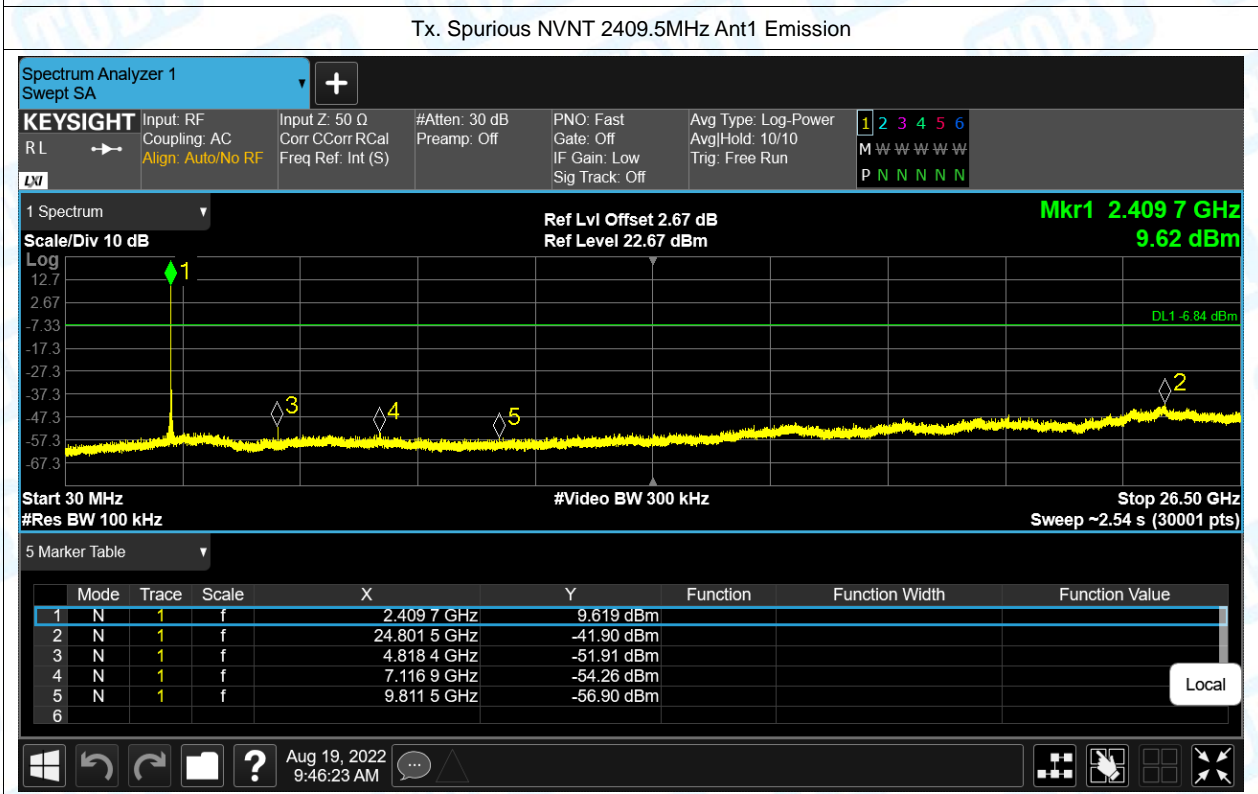 Tx. Spurious NVNT 2409.5MHz Ant1 Emission
Spectrum Analyzer 1
Swept SA
KEYSIGHT
R L
LXI
Input: RF
Coupling: AC
Align: Auto/No RF
Input Z: 50 Ω
Corr CCorr RCal
Freq Ref: Int (S)
#Atten: 30 dB
Preamp: Off
PNO: Fast
Gate: Off
IF Gain: Low
Sig Track: Off
Avg Type: Log-Power
Avg|Hold: 10/10
Trig: Free Run
1 2 3 4 5 6
M W W W W W
P N N N N N
1 Spectrum
Scale/Div 10 dB
Ref Lvl Offset 2.67 dB
Ref Level 22.67 dBm
Mkr1 2.409 7 GHz
9.62 dBm
Log
12.7
2.67
-7.33
-17.3
-27.3
-37.3
-47.3
-57.3
-67.3
1
DL1 -6.84 dBm
2
3
4
5
Start 30 MHz
#Video BW 300 kHz
Stop 26.50 GHz
#Res BW 100 kHz
Sweep ~2.54 s (30001 pts)
5 Marker Table
Mode Trace Scale X Y Function Function Width Function Value
1 N 1 f 2.409 7 GHz 9.619 dBm
2 N 1 f 24.801 5 GHz -41.90 dBm
3 N 1 f 4.818 4 GHz -51.91 dBm
4 N 1 f 7.116 9 GHz -54.26 dBm
5 N 1 f 9.811 5 GHz -56.90 dBm
6
Local
?
Aug 19, 2022
9:46:23 AM